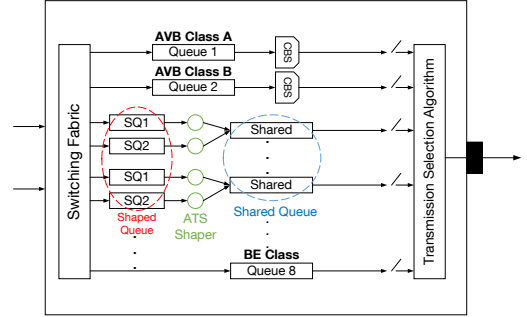 Switching Fabric
AVB Class A
Queue 1
CBS
AVB Class B
Queue 2
CBS
SQ1
SQ2
Shared
SQ1
SQ2
Shared
Shaped
Queue
ATS
Shaper
Shared Queue
BE Class
Queue 8
Transmission Selection Algorithm